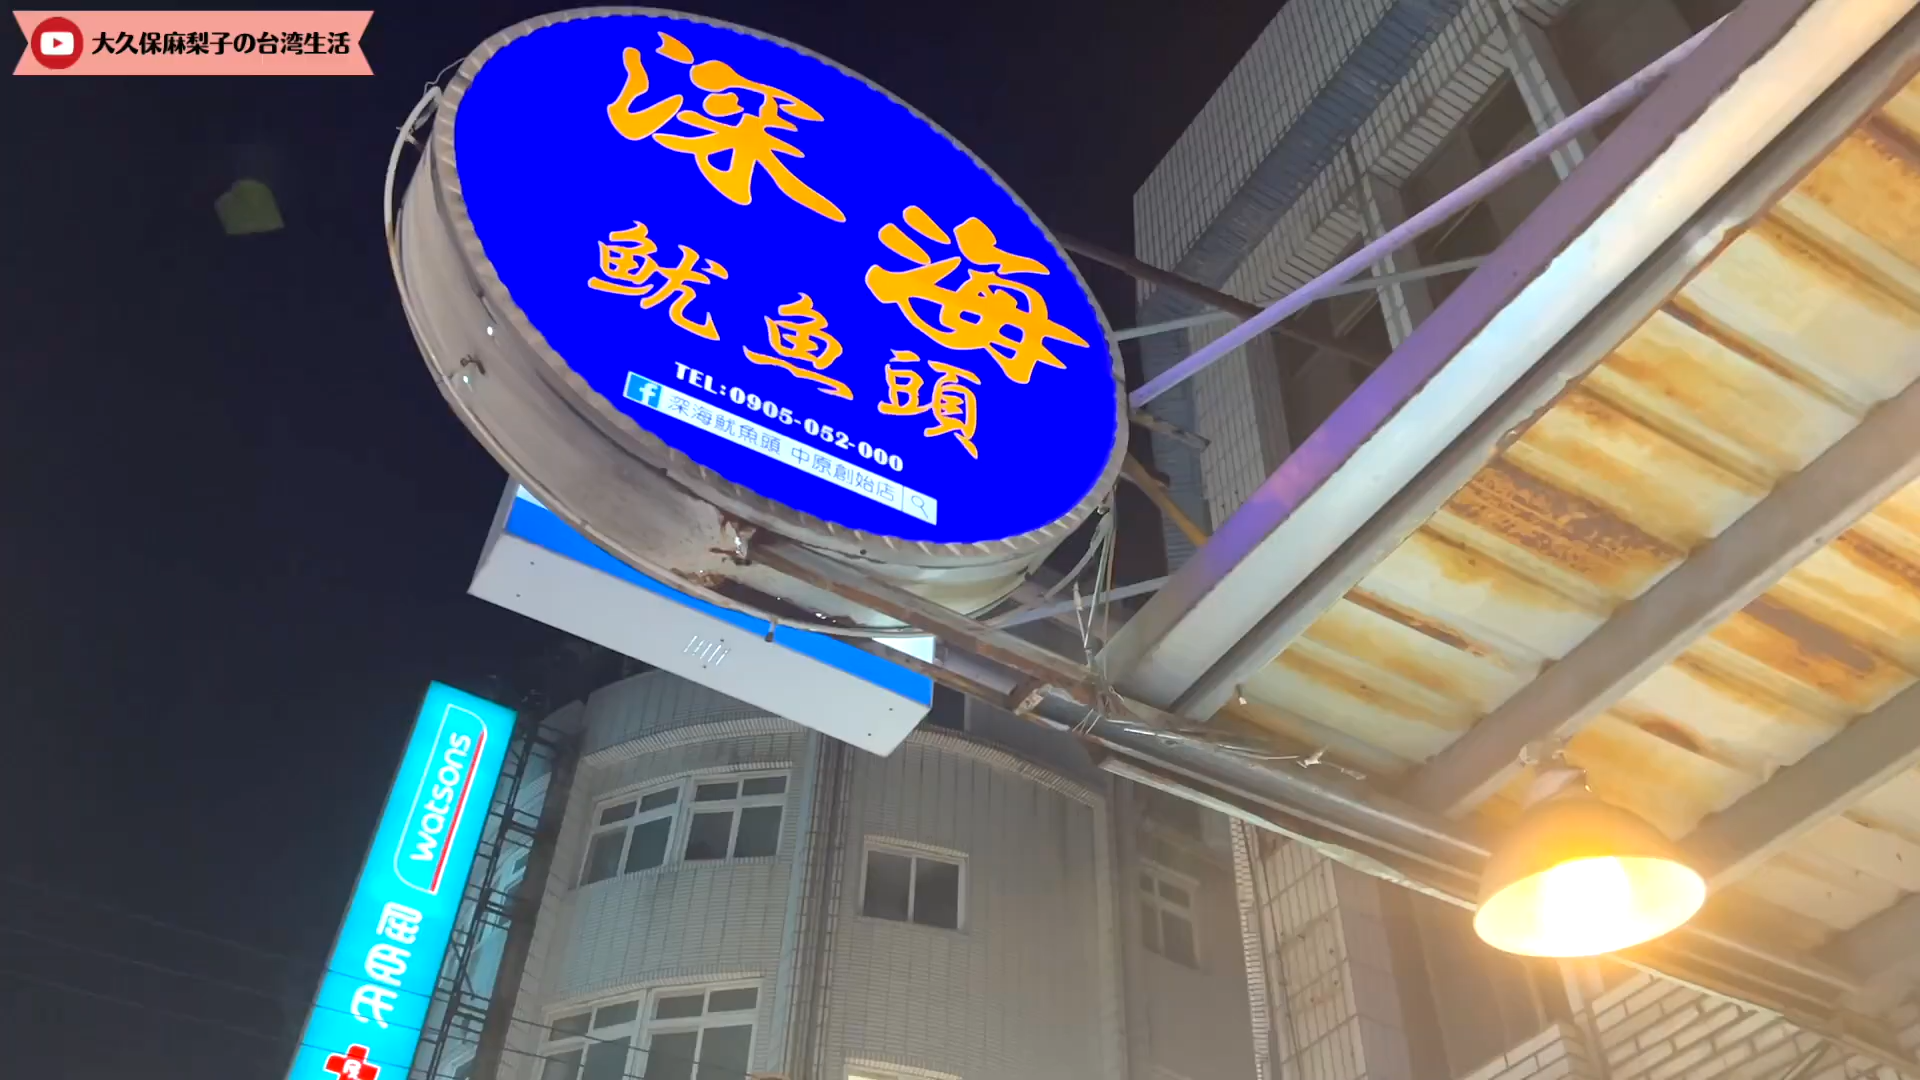 大久保麻梨子の台湾生活
深海
魷魚頭
TEL:0905-052-000
深海魷魚頭 中原創始店
watsons
屈臣氏